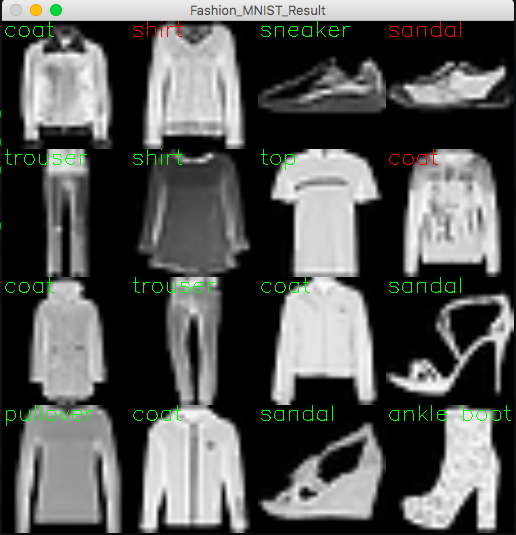 Fashion_MNIST_Result
coat shirt sneaker sandal
trouser shirt top coat
coat trouser coat sandal
pullover coat sandal ankle boot